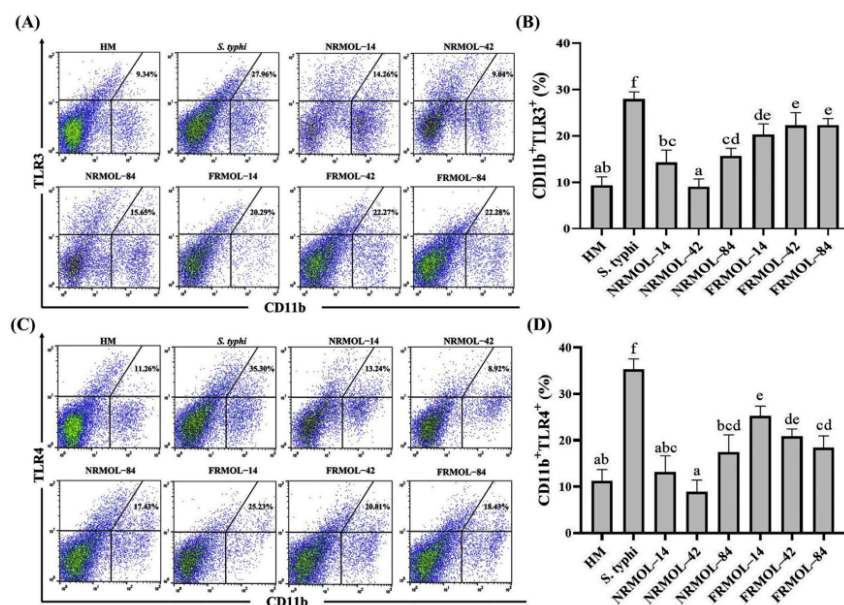 (A)
HM
S. typhi
NRMOL-14
NRMOL-42
9.34%
27.96%
14.26%
9.04%
TLR3
NRMOL-84
FRMOL-14
FRMOL-42
FRMOL-84
15.65%
20.29%
22.27%
22.28%
CD11b
(B)
CD11b+TLR3+ (%)
40
30
20
10
0
ab
f
bc
a
cd
de
e
e
HM
S. typhi
NRMOL-14
NRMOL-42
NRMOL-84
FRMOL-14
FRMOL-42
FRMOL-84
(C)
HM
S. typhi
NRMOL-14
NRMOL-42
11.26%
35.30%
13.24%
8.92%
TLR4
NRMOL-84
FRMOL-14
FRMOL-42
FRMOL-84
17.43%
25.23%
20.81%
18.43%
CD11b
(D)
CD11b+TLR4+ (%)
40
30
20
10
0
ab
f
abc
a
bcd
e
de
cd
HM
S. typhi
NRMOL-14
NRMOL-42
NRMOL-84
FRMOL-14
FRMOL-42
FRMOL-84